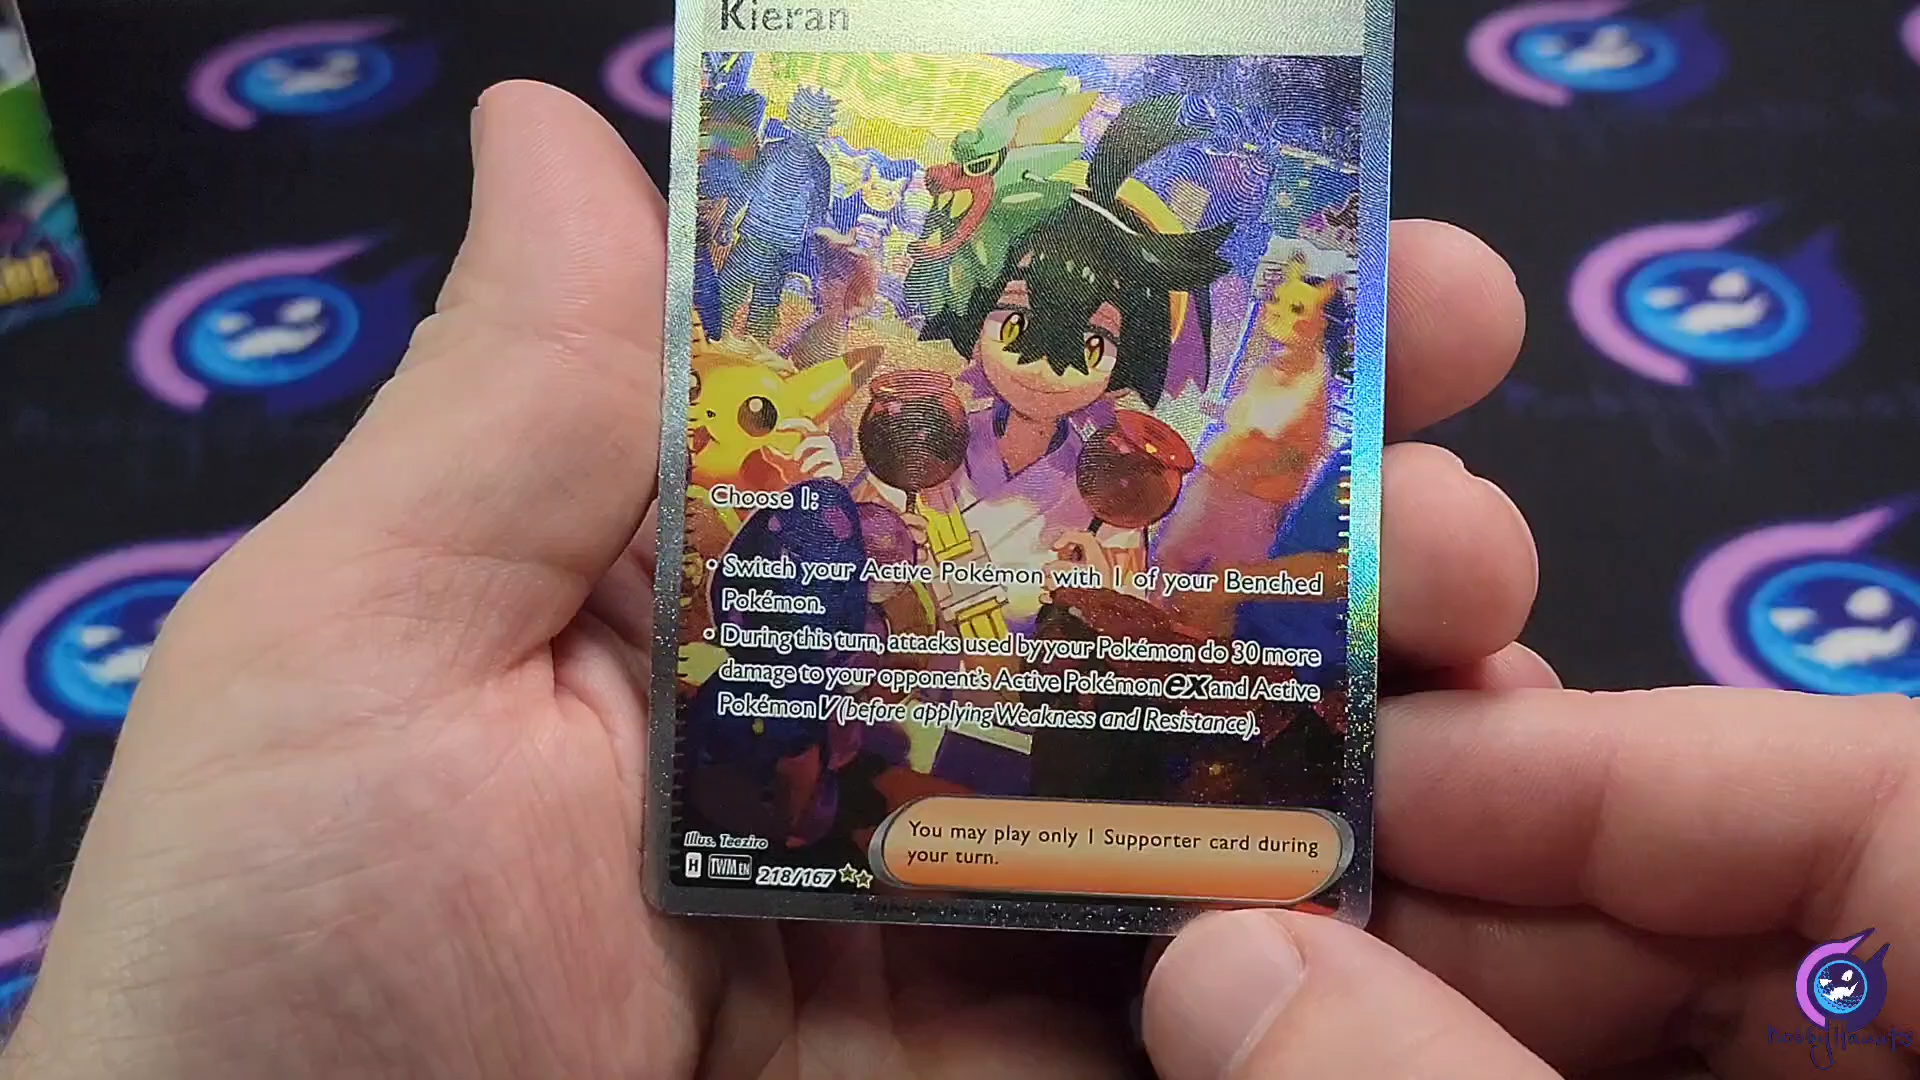 Kieran
Choose 1:
• Switch your Active Pokémon with 1 of your Benched
Pokémon.
• During this turn, attacks used by your Pokémon do 30 more
damage to your opponent's Active Pokémon ex and Active
Pokémon V (before applying Weakness and Resistance).
You may play only 1 Supporter card during
your turn.
Illus. Teeziro
H TWM EN 218/167 ★★